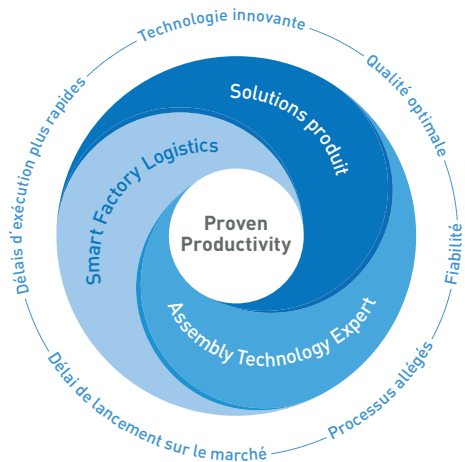 Technologie innovante
Qualité optimale
Fiabilité
Processus allégés
Délai de lancement sur le marché
Délais d'exécution plus rapides
Solutions produit
Smart Factory Logistics
Assembly Technology Expert
Proven
Productivity